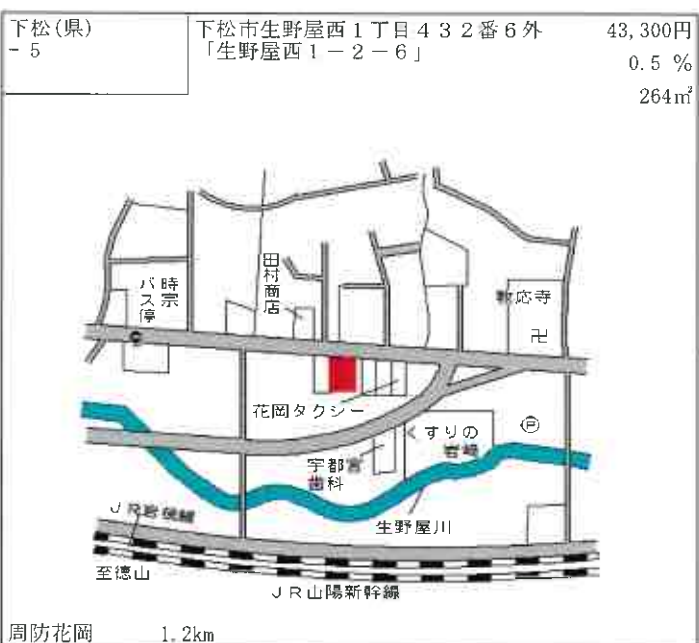 下松(県)
- 5
下松市生野屋西1丁目432番6外
「生野屋西1-2-6」
43,300円
0.5 %
264㎡
田村商店
時宗
バス停
教応寺
卍
花岡タクシー
くすりの
岩崎
Ⓟ
宇都宮
歯科
生野屋川
JR岩徳線
至徳山
JR山陽新幹線
周防花岡 1.2km